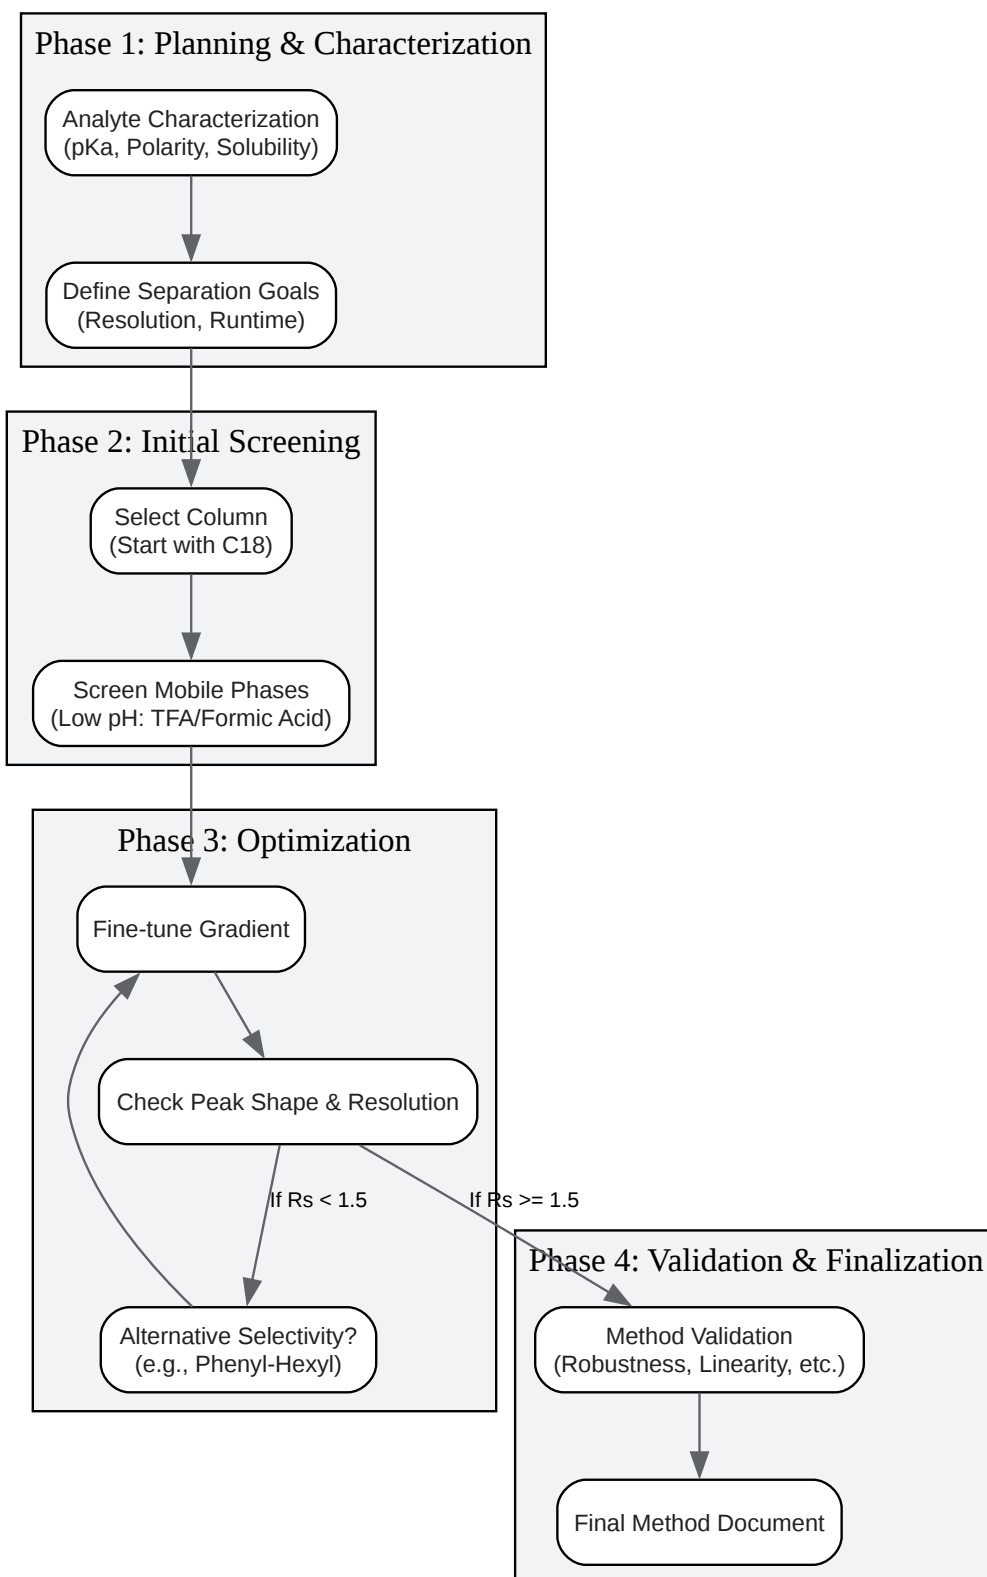 Phase 1: Planning & Characterization
Analyte Characterization
(pKa, Polarity, Solubility)
Define Separation Goals
(Resolution, Runtime)
Phase 2: Initial Screening
Select Column
(Start with C18)
Screen Mobile Phases
(Low pH: TFA/Formic Acid)
Phase 3: Optimization
Fine-tune Gradient
Check Peak Shape & Resolution
If Rs < 1.5
If Rs >= 1.5
Alternative Selectivity?
(e.g., Phenyl-Hexyl)
Phase 4: Validation & Finalization
Method Validation
(Robustness, Linearity, etc.)
Final Method Document